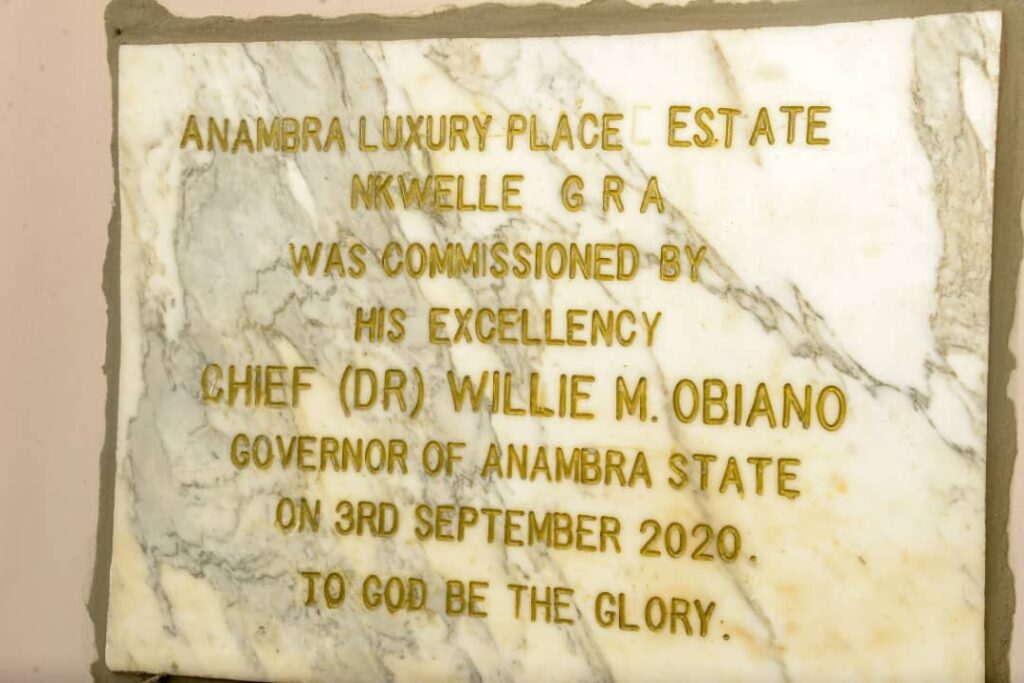 ANAMBRA LUXURY PLACE ESTATE
NKWELLE G R A
WAS COMMISSIONED BY
HIS EXCELLENCY
CHIEF (DR) WILLIE M. OBIANO
GOVERNOR OF ANAMBRA STATE
ON 3RD SEPTEMBER 2020.
TO GOD BE THE GLORY.